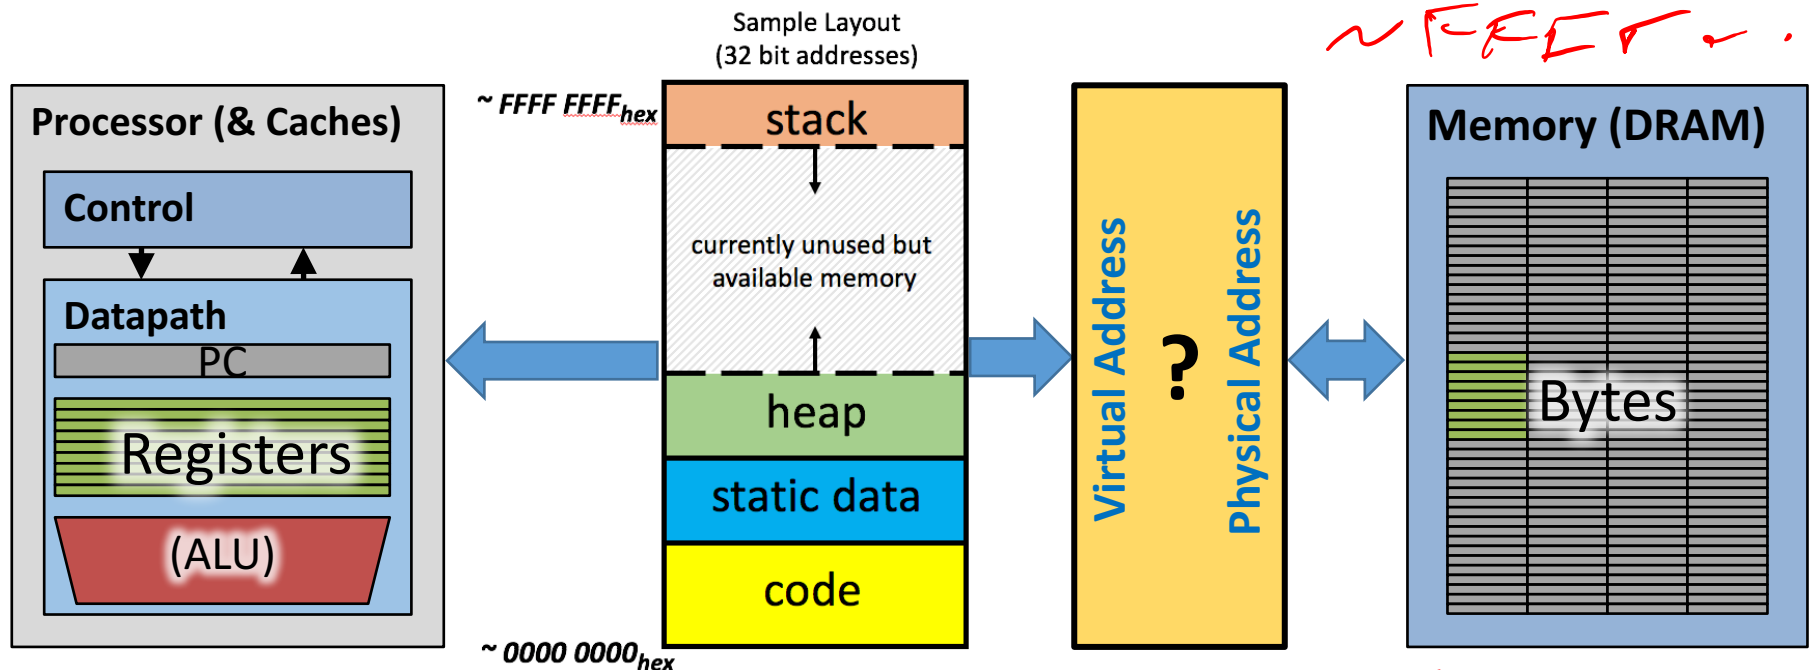 Sample Layout
(32 bit addresses)
Processor (& Caches)
Control
Datapath
PC
Registers
(ALU)
~ FFFF FFFFhex
stack
currently unused but
available memory
heap
static data
code
~ 0000 0000hex
Virtual Address
?
Physical Address
Memory (DRAM)
Bytes